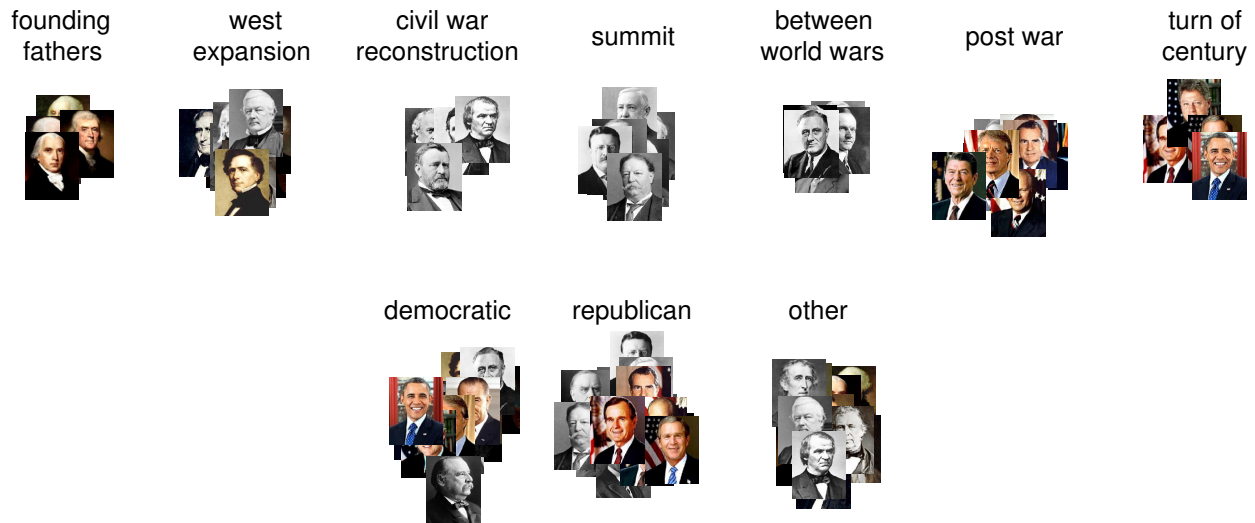 founding
fathers
west
expansion
civil war
reconstruction
summit
between
world wars
post war
turn of
century
democratic
republican
other